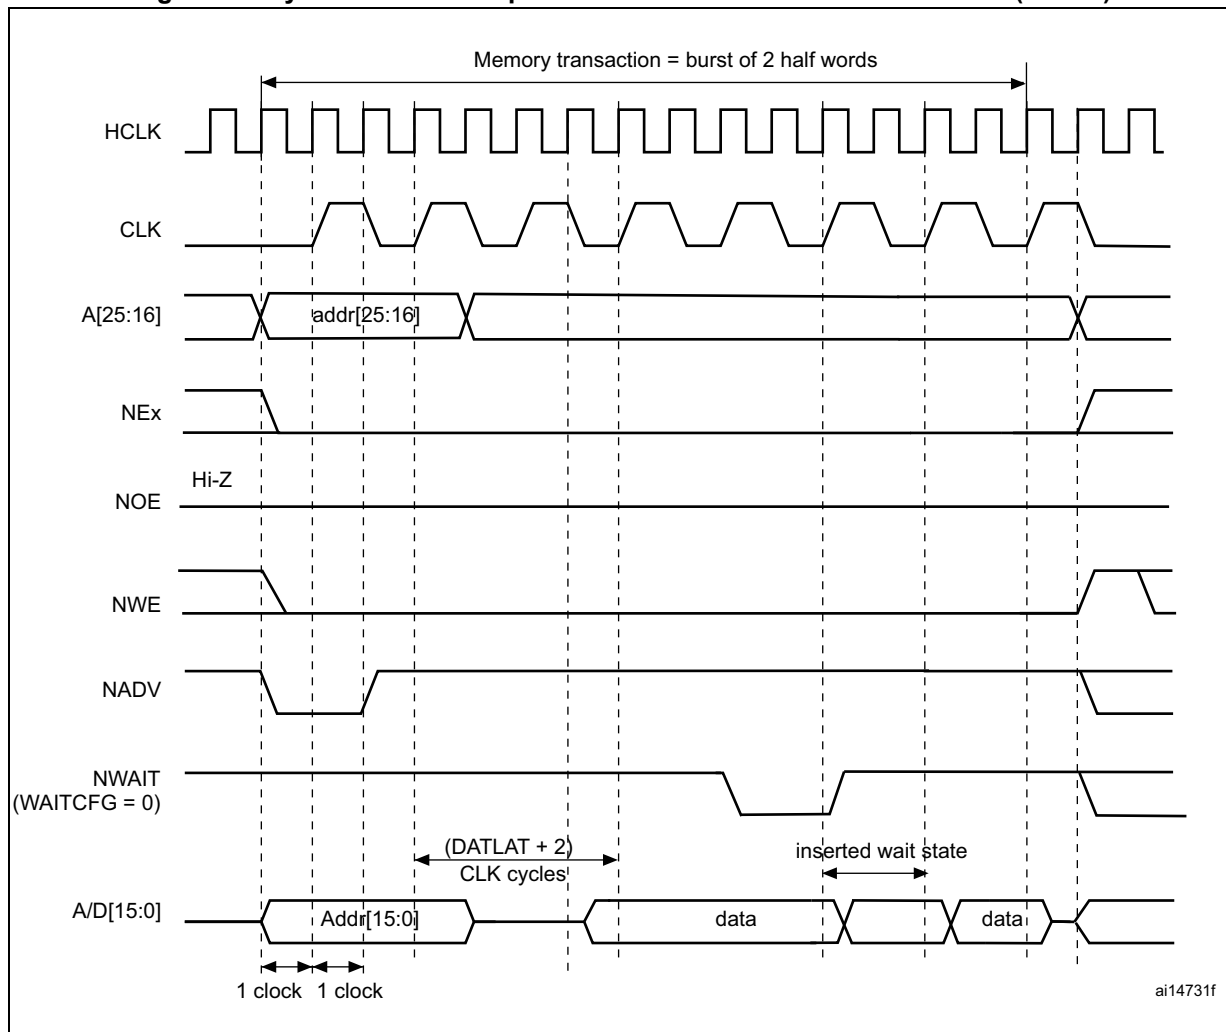 Memory transaction = burst of 2 half words
HCLK
CLK
A[25:16]
addr[25:16]
NEx
Hi-Z
NOE
NWE
NADV
NWAIT
(WAITCFG = 0)
(DATLAT + 2)
CLK cycles
inserted wait state
A/D[15:0]
Addr[15:0]
data
data
1 clock
1 clock
ai14731f